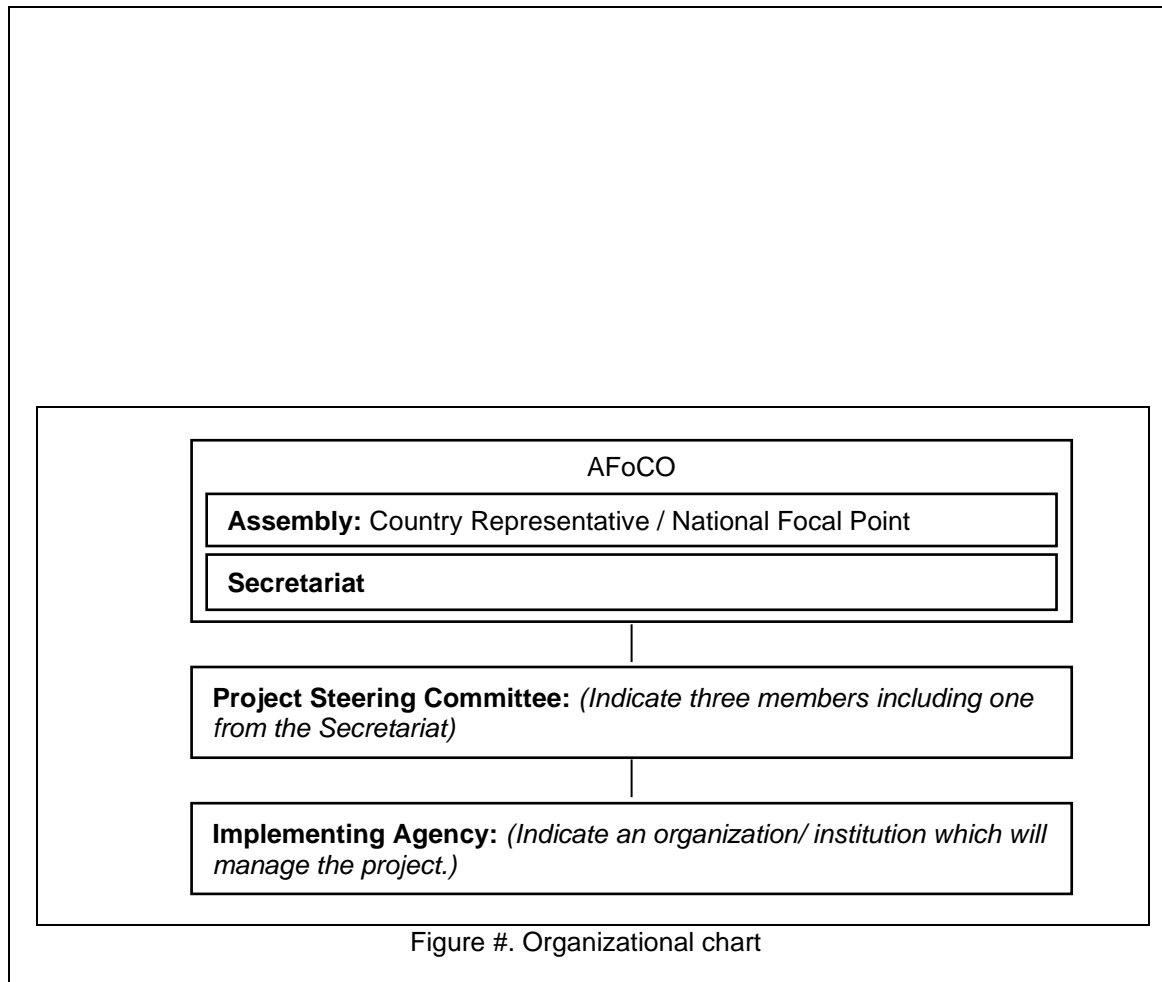 AFoCO
Assembly: Country Representative / National Focal Point
Secretariat
Project Steering Committee: (Indicate three members including one
from the Secretariat)
Implementing Agency: (Indicate an organization/ institution which will
manage the project.)
Figure #. Organizational chart